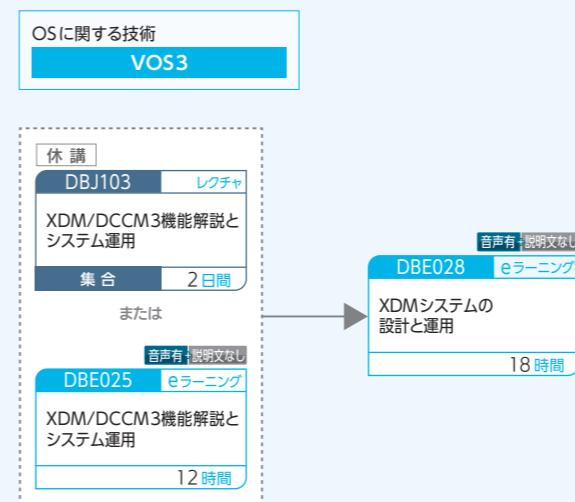 OSに関する技術
VOS3
休 講
DBJ103 レクチャ
XDM/DCCM3機能解説と
システム運用
集 合 2日間
または
音声有・説明文なし
DBE025 eラーニング
XDM/DCCM3機能解説と
システム運用
12時間
音声有・説明文なし
DBE028 eラーニング
XDMシステムの
設計と運用
18時間